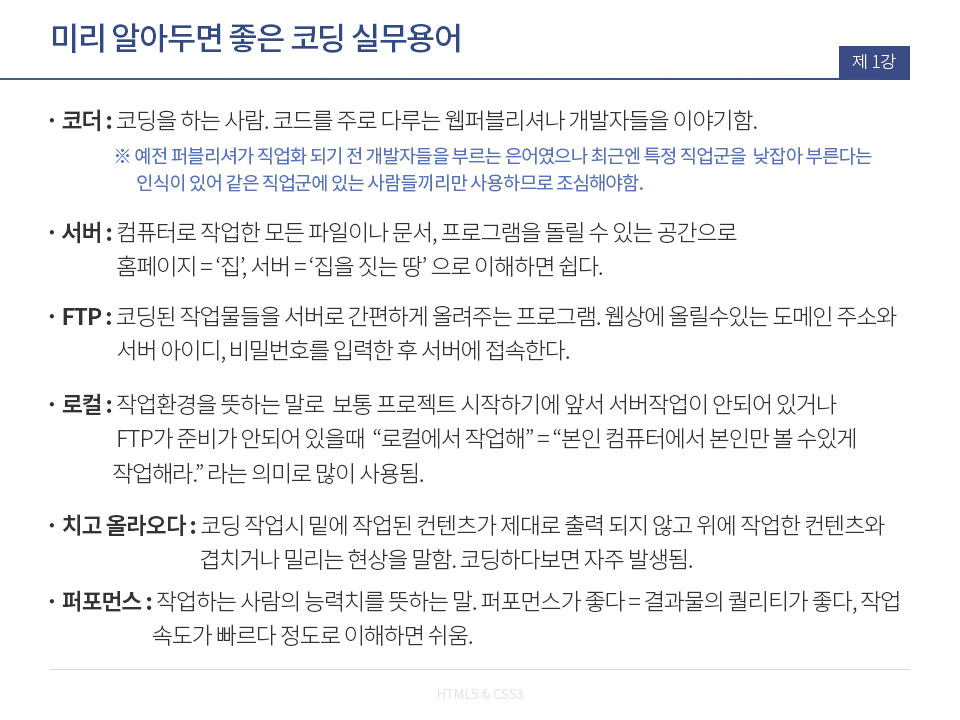 미리 알아두면 좋은 코딩 실무용어
제 1강
· 코더 : 코딩을 하는 사람. 코드를 주로 다루는 웹퍼블리셔나 개발자들을 이야기함.
※ 예전 퍼블리셔가 직업화 되기 전 개발자들을 부르는 은어였으나 최근엔 특정 직업군을 낮잡아 부른다는
인식이 있어 같은 직업군에 있는 사람들끼리만 사용하므로 조심해야함.
· 서버 : 컴퓨터로 작업한 모든 파일이나 문서, 프로그램을 돌릴 수 있는 공간으로
홈페이지 = ‘집’, 서버 = ‘집을 짓는 땅’ 으로 이해하면 쉽다.
· FTP : 코딩된 작업물들을 서버로 간편하게 올려주는 프로그램. 웹상에 올릴수있는 도메인 주소와
서버 아이디, 비밀번호를 입력한 후 서버에 접속한다.
· 로컬 : 작업환경을 뜻하는 말로 보통 프로젝트 시작하기에 앞서 서버작업이 안되어 있거나
FTP가 준비가 안되어 있을때 “로컬에서 작업해” = “본인 컴퓨터에서 본인만 볼 수있게
작업해라.” 라는 의미로 많이 사용됨.
· 치고 올라오다 : 코딩 작업시 밑에 작업된 컨텐츠가 제대로 출력 되지 않고 위에 작업한 컨텐츠와
겹치거나 밀리는 현상을 말함. 코딩하다보면 자주 발생됨.
· 퍼포먼스 : 작업하는 사람의 능력치를 뜻하는 말. 퍼포먼스가 좋다 = 결과물의 퀄리티가 좋다, 작업
속도가 빠르다 정도로 이해하면 쉬움.
HTML5 & CSS3